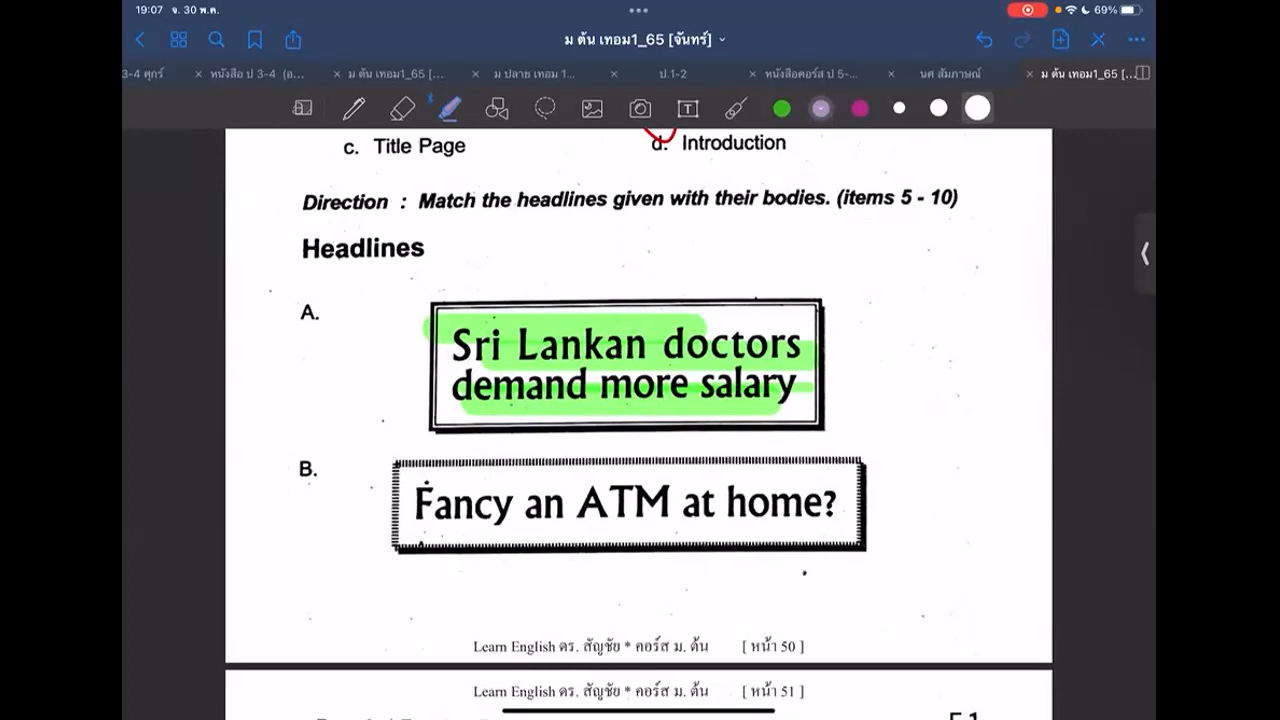 19:07 จ. 30 พ.ค.
69%
ม ต้น เทอม1_65 [จันทร์]
3-4 ศุกร์
หนังสือ ป 3-4 (อ...
ม ต้น เทอม1_65 [...
ม ปลาย เทอม 1...
ป.1-2
หนังสือคอร์ส ป 5-...
นศ สัมภาษณ์
ม ต้น เทอม1_65 [...
c. Title Page
d. Introduction
Direction : Match the headlines given with their bodies. (items 5 - 10)
Headlines
A.
Sri Lankan doctors
demand more salary
B.
Fancy an ATM at home?
Learn English ดร. สัญชัย * คอร์ส ม. ต้น [ หน้า 50 ]
Learn English ดร. สัญชัย * คอร์ส ม. ต้น [ หน้า 51 ]